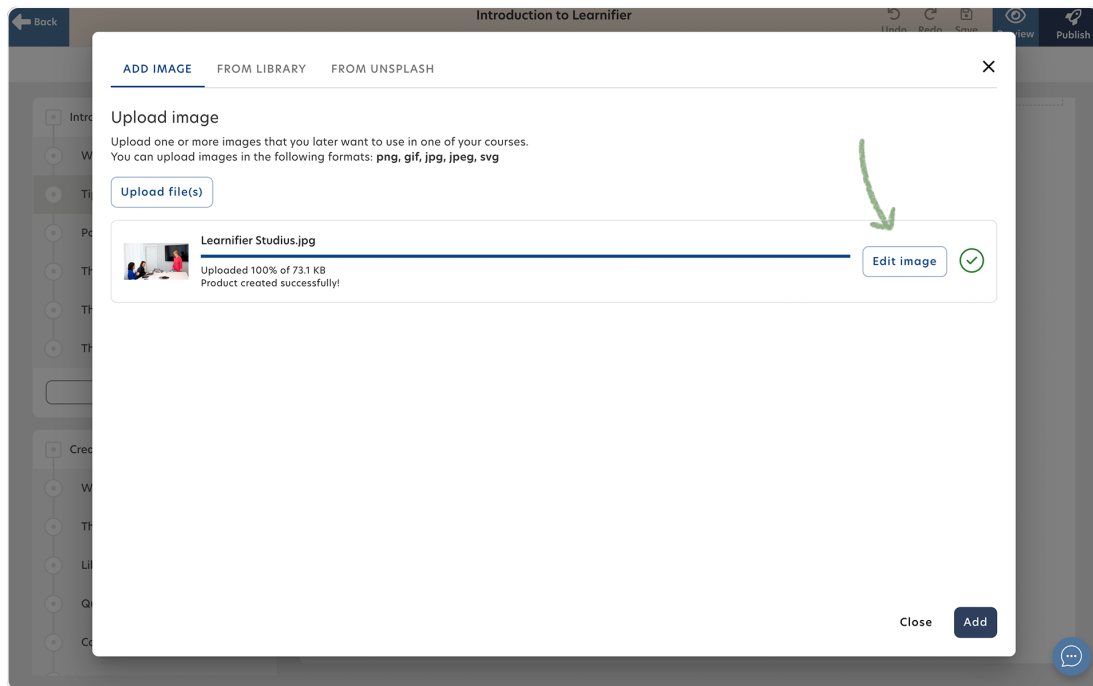 Back
Introduction to Learnifier
Undo Redo Save
Publish
ADD IMAGE FROM LIBRARY FROM UNSPLASH
Upload image
Upload one or more images that you later want to use in one of your courses.
You can upload images in the following formats: png, gif, jpg, jpeg, svg
Upload file(s)
Learnifier Studius.jpg
Uploaded 100% of 73.1 KB
Product created successfully!
Edit image
Close
Add